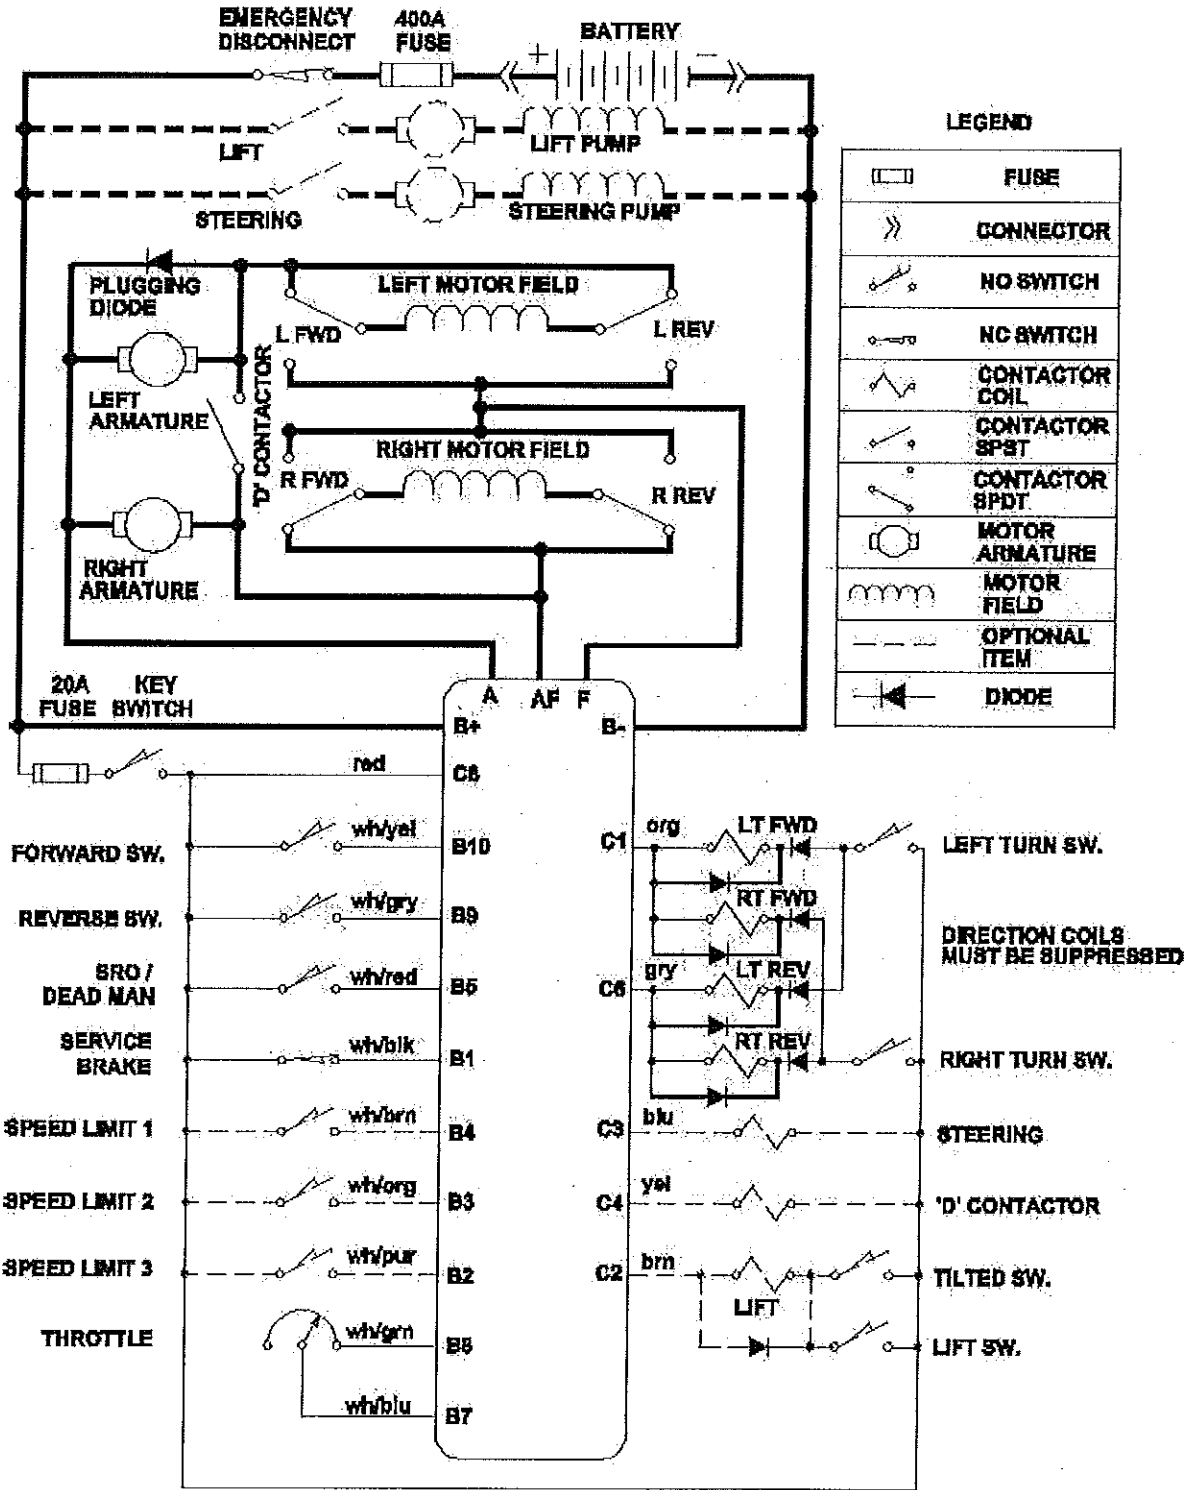 EMERGENCY
DISCONNECT
400A
FUSE
BATTERY
+
−
LIFT
LIFT PUMP
STEERING
STEERING PUMP
LEGEND
FUSE
CONNECTOR
NO SWITCH
NC SWITCH
CONTACTOR
COIL
CONTACTOR
SPST
CONTACTOR
SPDT
MOTOR
ARMATURE
MOTOR
FIELD
OPTIONAL
ITEM
DIODE
PLUGGING
DIODE
LEFT MOTOR FIELD
L FWD
L REV
LEFT
ARMATURE
'D' CONTACTOR
RIGHT MOTOR FIELD
R FWD
R REV
RIGHT
ARMATURE
20A
FUSE
KEY
SWITCH
A
AF
F
B+
B-
red
C8
FORWARD SW.
wh/yel
B10
REVERSE SW.
wh/gry
B9
SRO /
DEAD MAN
wh/red
B5
SERVICE
BRAKE
wh/blk
B1
SPEED LIMIT 1
wh/brn
B4
SPEED LIMIT 2
wh/org
B3
SPEED LIMIT 3
wh/pur
B2
THROTTLE
wh/grn
B8
wh/blu
B7
C1
org
LT FWD
LEFT TURN SW.
RT FWD
DIRECTION COILS
MUST BE SUPPRESSED
gry
LT REV
RT REV
RIGHT TURN SW.
C3
blu
STEERING
C4
yel
'D' CONTACTOR
C2
brn
LIFT
TILTED SW.
LIFT SW.